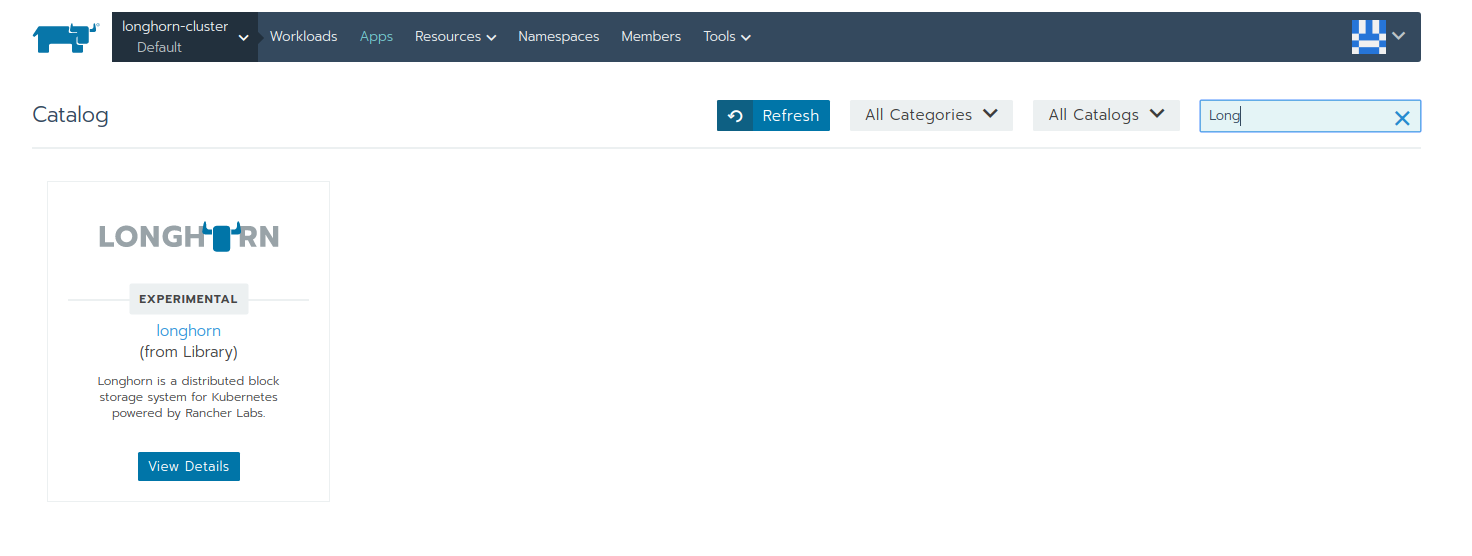 longhorn-cluster
Default
Workloads
Apps
Resources
Namespaces
Members
Tools
Catalog
Refresh
All Categories
All Catalogs
Long
LONGHORN
EXPERIMENTAL
longhorn
(from Library)
Longhorn is a distributed block
storage system for Kubernetes
powered by Rancher Labs.
View Details